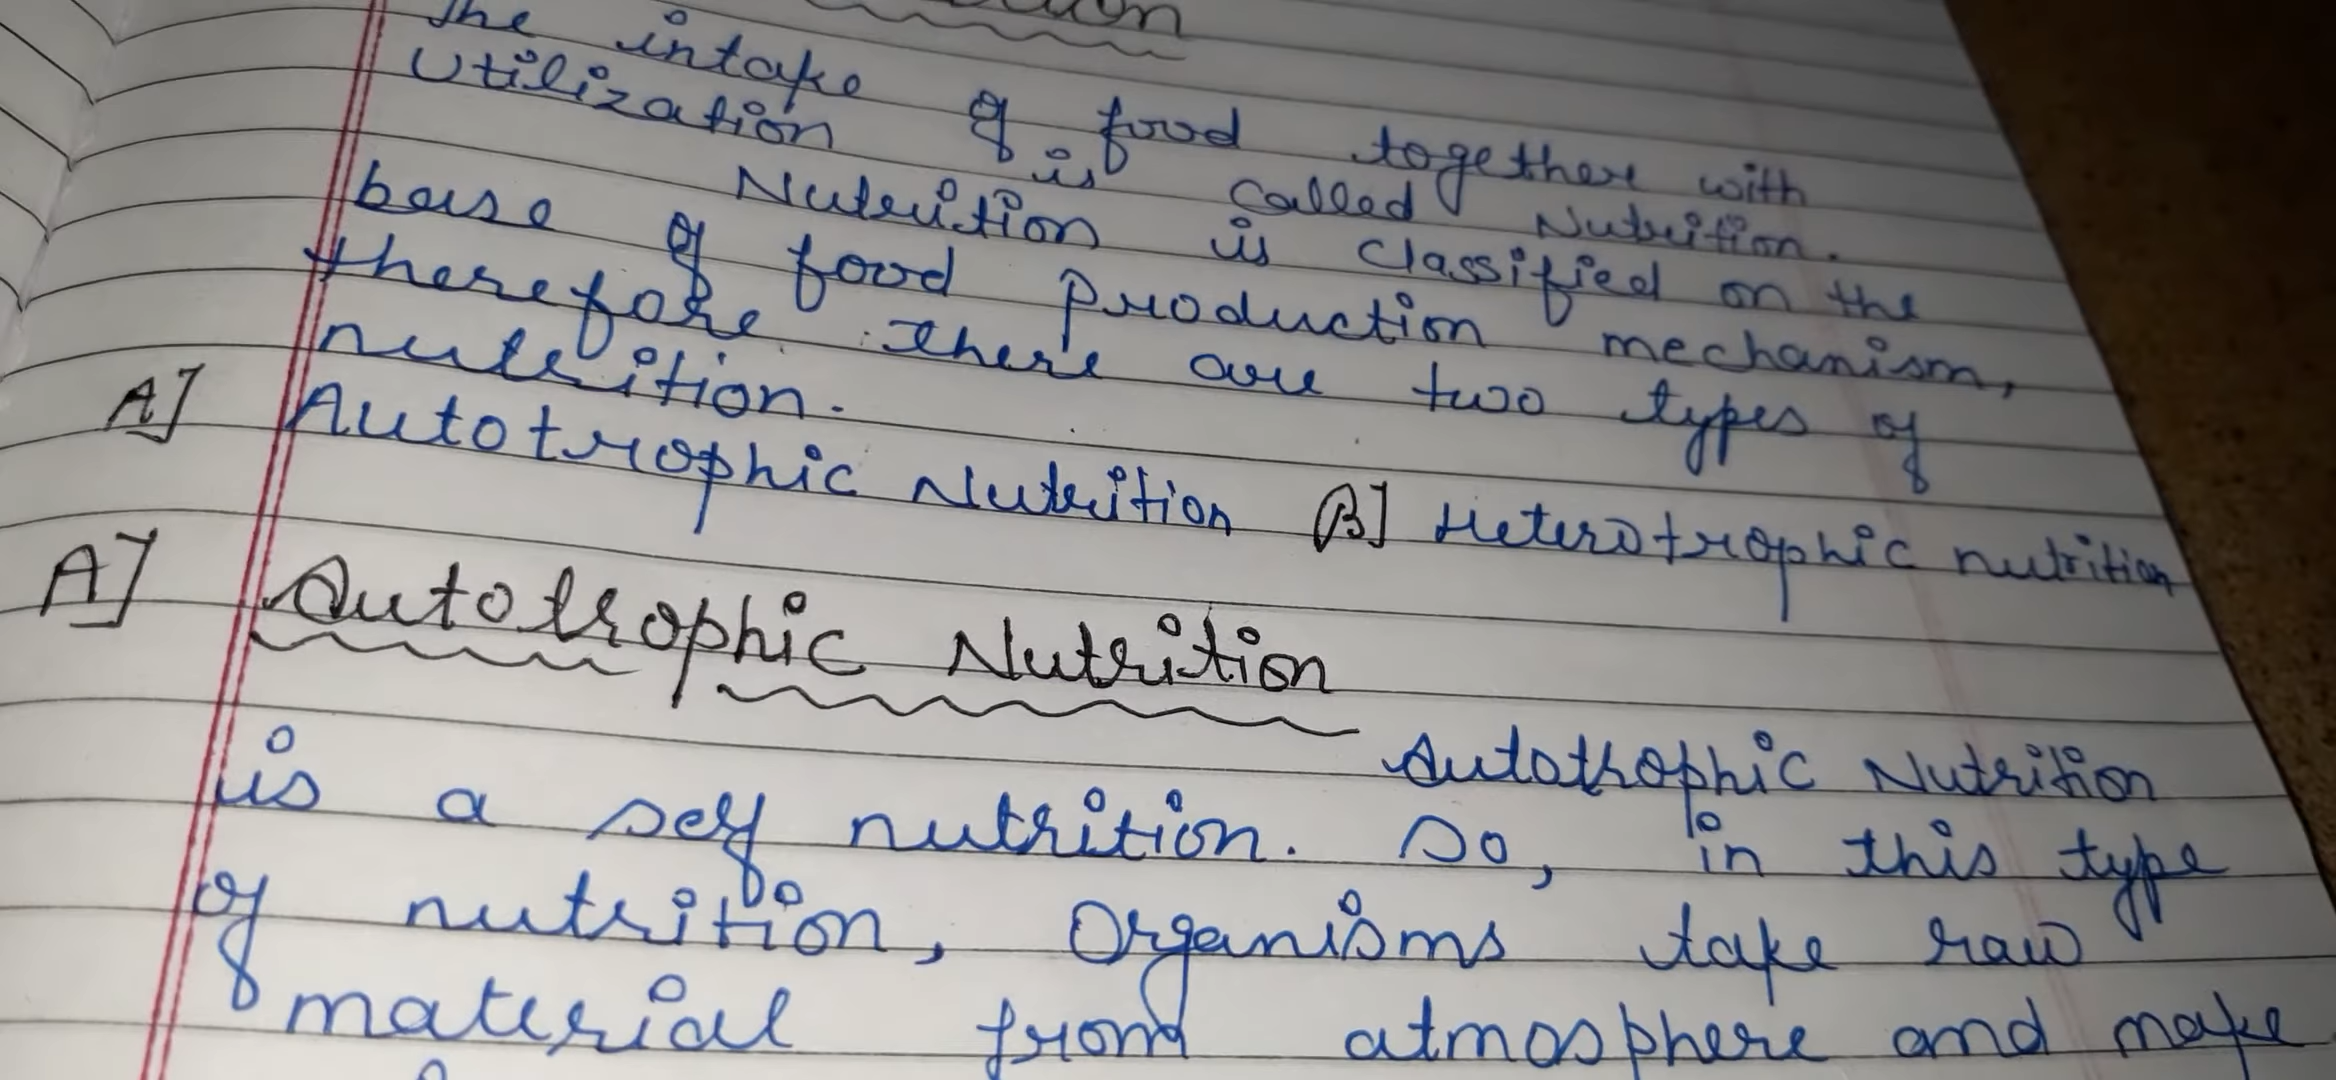 The intake of food together with
Utilization is called Nutrition.
Nutrition is classified on the
base of food production mechanism,
therefore there are two types of
nutrition.
A] Autotrophic Nutrition B] Heterotrophic nutrition
A] Autotrophic Nutrition
Autotrophic Nutrition
is a self nutrition. So, in this type
of nutrition, Organisms take raw
material from atmosphere and make